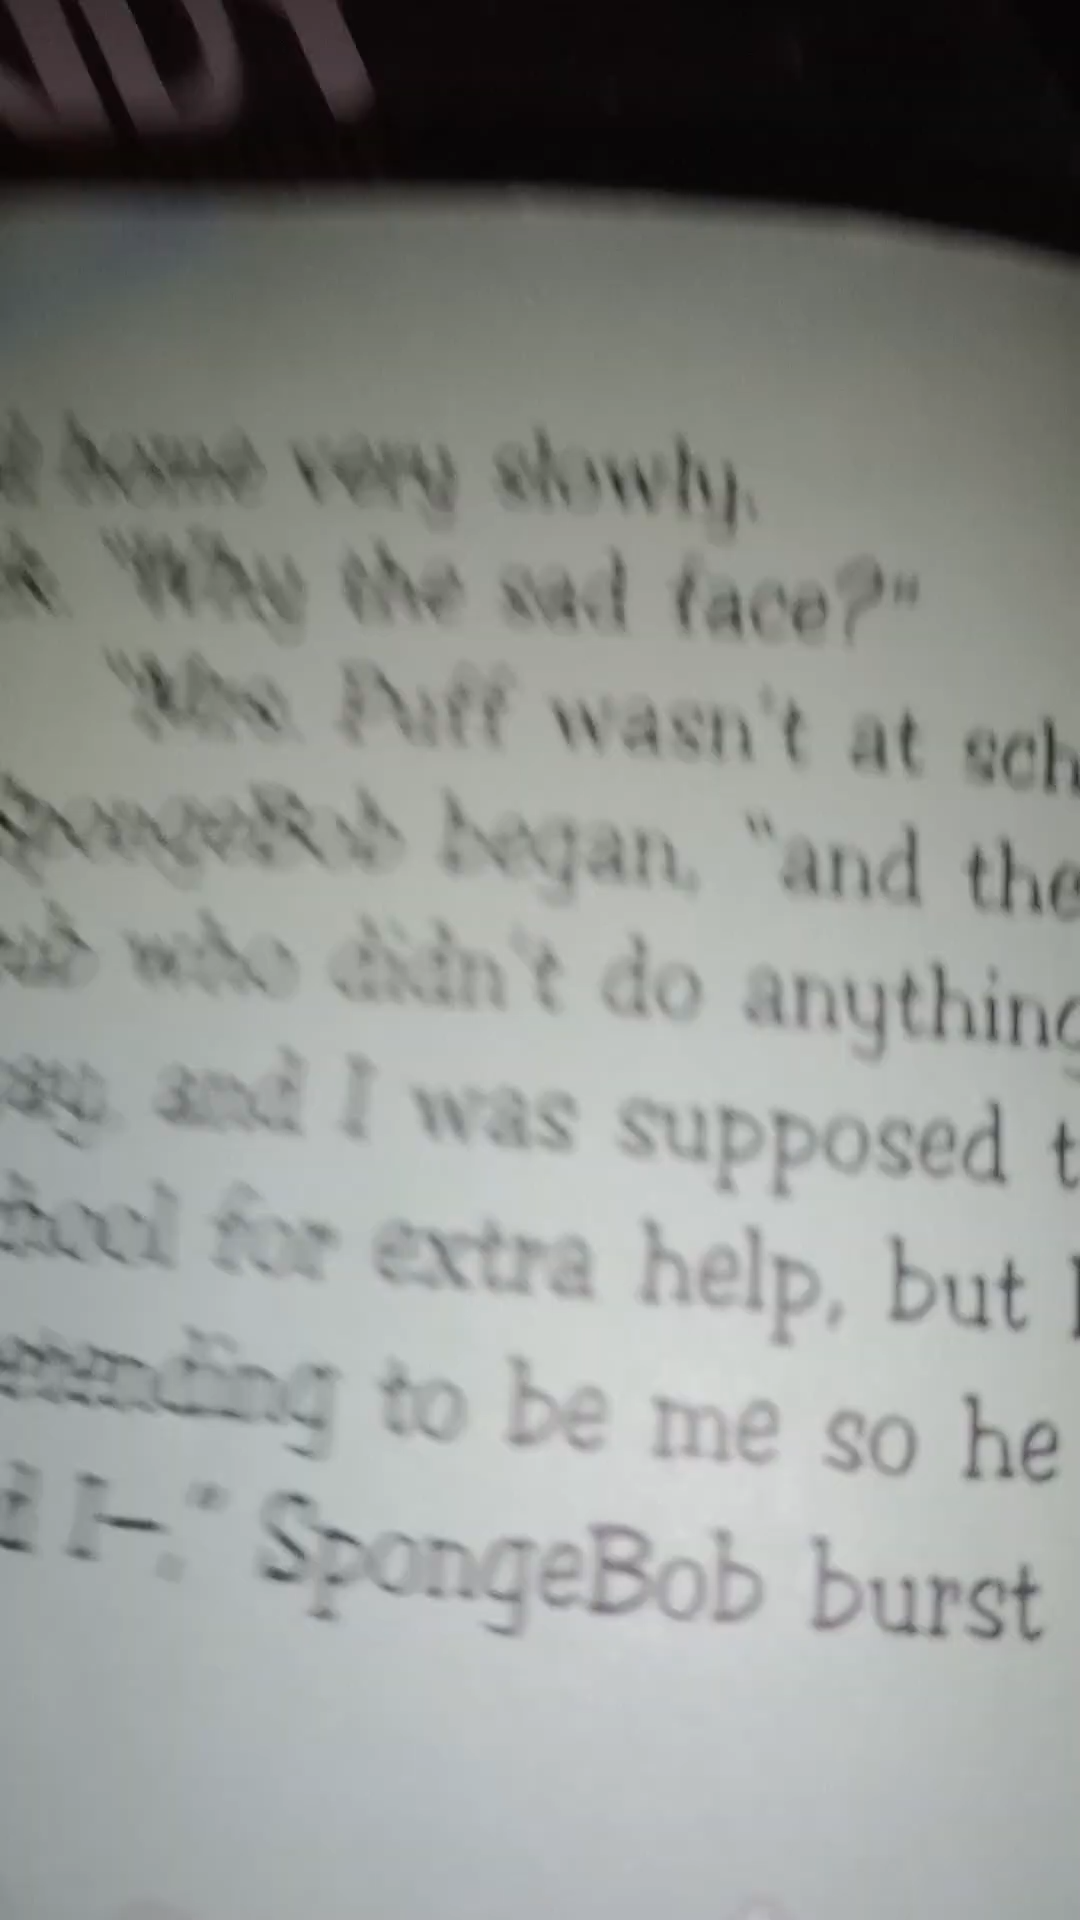 home very slowly.
"Why the sad face?"
"Mrs. Puff wasn't at sch
SpongeBob began, "and the
who didn't do anything
and I was supposed t
for extra help, but
to be me so he
I-." SpongeBob burst